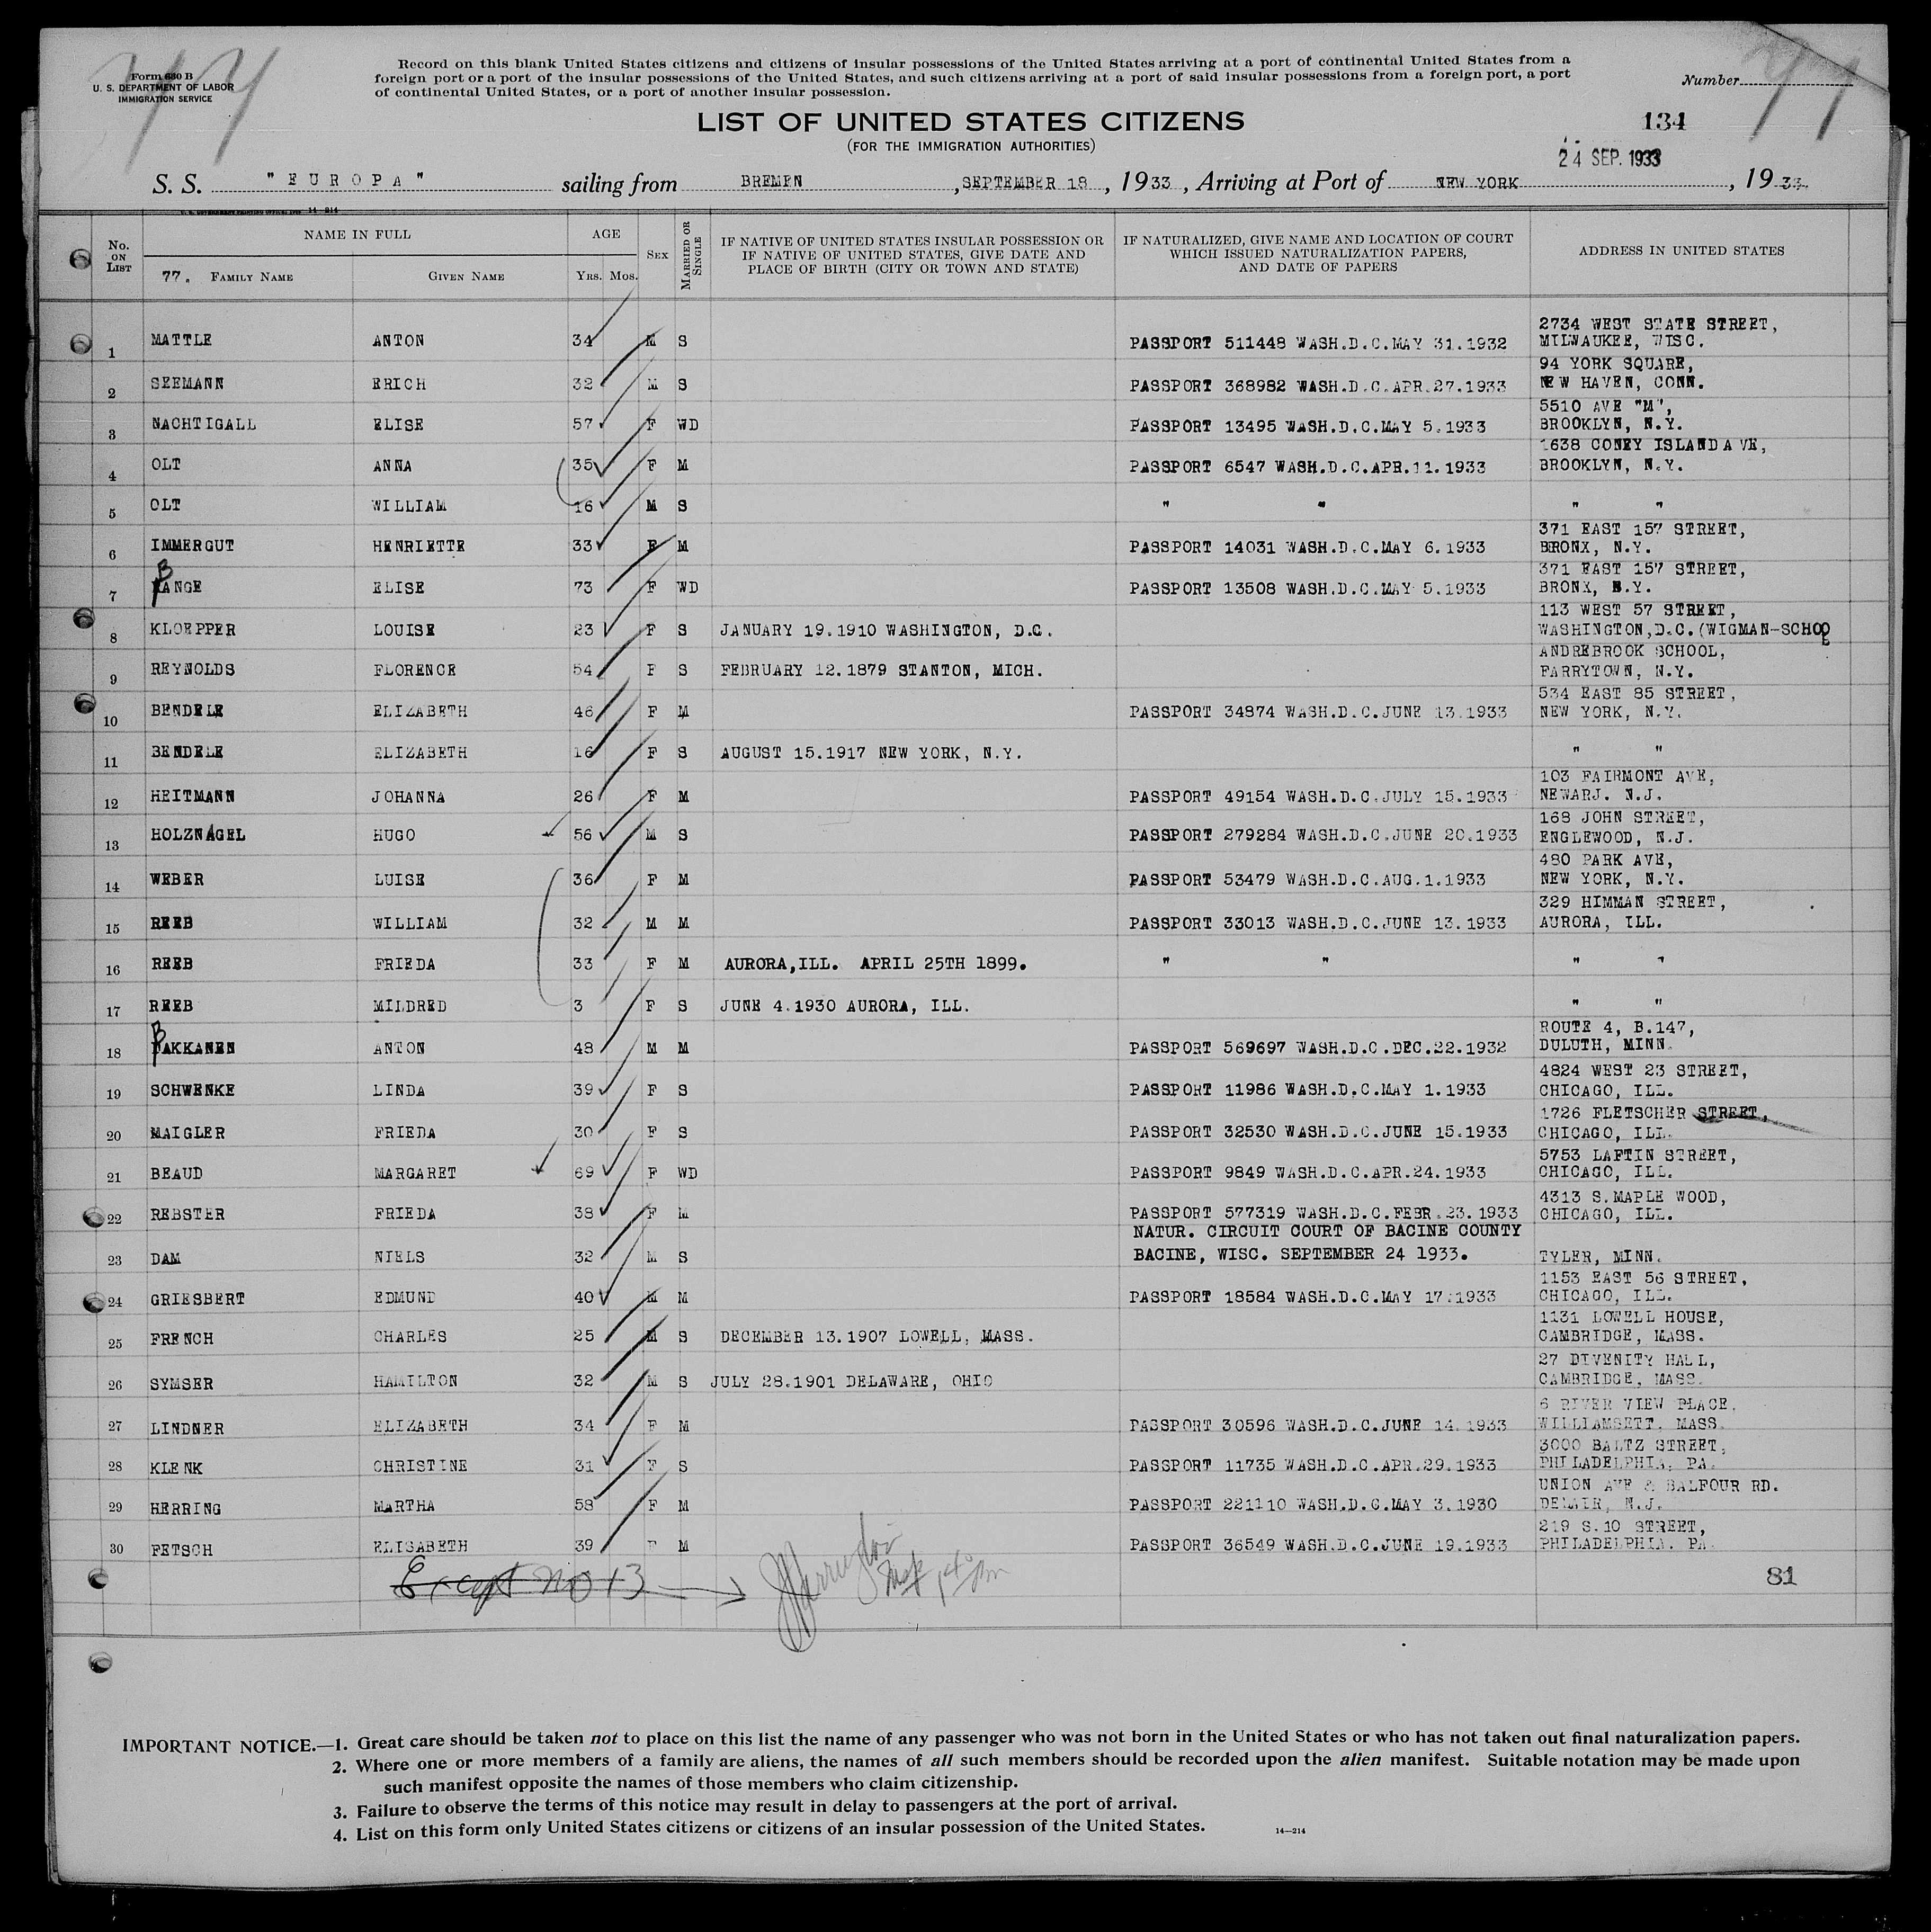 77
Form 630 B
U. S. DEPARTMENT OF LABOR
IMMIGRATION SERVICE
Record on this blank United States citizens and citizens of insular possessions of the United States arriving at a port of continental United States from a
foreign port or a port of the insular possessions of the United States, and such citizens arriving at a port of said insular possessions from a foreign port, a port
of continental United States, or a port of another insular possession.
Number
77
LIST OF UNITED STATES CITIZENS
134
(FOR THE IMMIGRATION AUTHORITIES)
24 SEP. 1933
S. S. "EUROPA" sailing from BREMEN, SEPTEMBER 18, 1933, Arriving at Port of NEW YORK, 1933.
14-214
No. ON LIST NAME IN FULL AGE SEX MARRIED OR SINGLE IF NATIVE OF UNITED STATES INSULAR POSSESSION OR IF NATIVE OF UNITED STATES, GIVE DATE AND PLACE OF BIRTH (CITY OR TOWN AND STATE) IF NATURALIZED, GIVE NAME AND LOCATION OF COURT WHICH ISSUED NATURALIZATION PAPERS, AND DATE OF PAPERS ADDRESS IN UNITED STATES
77. FAMILY NAME GIVEN NAME Yrs. Mos.
2734 WEST STATE STREET,
1 MATTLE ANTON 34 M S PASSPORT 511448 WASH.D.C.MAY 31.1932 MILWAUKEE, WISC.
94 YORK SQUARE,
2 SEEMANN ERICH 32 M S PASSPORT 368982 WASH.D.C.APR.27.1933 NEW HAVEN, CONN.
5510 AVE "M",
3 NACHTIGALL ELISE 57 F WD PASSPORT 13495 WASH.D.C.MAY 5.1933 BROOKLYN, N.Y.
1638 CONEY ISLAND AVE,
4 OLT ANNA 35 F M PASSPORT 6547 WASH.D.C.APR.11.1933 BROOKLYN, N.Y.
5 OLT WILLIAM 16 M S " " " "
371 EAST 157 STREET,
6 IMMERGUT HENRIETTE 33 F M PASSPORT 14031 WASH.D.C.MAY 6.1933 BRONX, N.Y.
371 EAST 157 STREET,
7 BANGE ELISE 73 F WD PASSPORT 13508 WASH.D.C.MAY 5.1933 BRONX, N.Y.
113 WEST 57 STREET,
8 KLOEPPER LOUISE 23 F S JANUARY 19.1910 WASHINGTON, D.C. WASHINGTON,D.C.(WIGMAN-SCHOO
ANDREBROOK SCHOOL,
9 REYNOLDS FLORENCE 54 F S FEBRUARY 12.1879 STANTON, MICH. FARRYTOWN, N.Y.
534 EAST 85 STREET,
10 BENDELE ELIZABETH 46 F M PASSPORT 34874 WASH.D.C.JUNE 13.1933 NEW YORK, N.Y.
11 BENDELE ELIZABETH 16 F S AUGUST 15.1917 NEW YORK, N.Y. " "
103 FAIRMONT AVE,
12 HEITMANN JOHANNA 26 F M PASSPORT 49154 WASH.D.C.JULY 15.1933 NEWARJ. N.J.
168 JOHN STREET,
13 HOLZNAGEL HUGO 56 M S PASSPORT 279284 WASH.D.C.JUNE 20.1933 ENGLEWOOD, N.J.
480 PARK AVE,
14 WEBER LUISE 36 F M PASSPORT 53479 WASH.D.C.AUG.1.1933 NEW YORK, N.Y.
329 HIMMAN STREET,
15 REEB WILLIAM 32 M M PASSPORT 33013 WASH.D.C.JUNE 13.1933 AURORA, ILL.
16 REEB FRIEDA 33 F M AURORA,ILL. APRIL 25TH 1899. " " " "
17 REEB MILDRED 3 F S JUNE 4.1930 AURORA, ILL. " "
ROUTE 4, B.147,
18 BAKKANEN ANTON 48 M M PASSPORT 569697 WASH.D.C.DEC.22.1932 DULUTH, MINN.
4824 WEST 23 STREET,
19 SCHWENKE LINDA 39 F S PASSPORT 11986 WASH.D.C.MAY 1.1933 CHICAGO, ILL.
1726 FLETSCHER STREET,
20 MAIGLER FRIEDA 30 F S PASSPORT 32530 WASH.D.C.JUNE 15.1933 CHICAGO, ILL.
5753 LAFTIN STREET,
21 BEAUD MARGARET 69 F WD PASSPORT 9849 WASH.D.C.APR.24.1933 CHICAGO, ILL.
4313 S.MAPLE WOOD,
22 REBSTER FRIEDA 38 F M PASSPORT 577319 WASH.D.C.FEBR.23.1933 CHICAGO, ILL.
NATUR. CIRCUIT COURT OF BACINE COUNTY
23 DAM NIELS 32 M S BACINE, WISC. SEPTEMBER 24 1933. TYLER, MINN.
1153 EAST 56 STREET,
24 GRIESBERT EDMUND 40 M M PASSPORT 18584 WASH.D.C.MAY 17.1933 CHICAGO, ILL.
1131 LOWELL HOUSE,
25 FRENCH CHARLES 25 M S DECEMBER 13.1907 LOWELL, MASS. CAMBRIDGE, MASS.
27 DIVENITY HALL,
26 SYMSER HAMILTON 32 M S JULY 28.1901 DELAWARE, OHIO CAMBRIDGE, MASS.
6 RIVER VIEW PLACE,
27 LINDNER ELIZABETH 34 F M PASSPORT 30596 WASH.D.C.JUNE 14.1933 WILLIAMSETT, MASS.
3000 BALTZ STREET,
28 KLENK CHRISTINE 31 F S PASSPORT 11735 WASH.D.C.APR.29.1933 PHILADELPHIA, PA.
UNION AVE & BALFOUR RD.
29 HERRING MARTHA 58 F M PASSPORT 221110 WASH.D.C.MAY 3.1930 DELAIR, N.J.
219 S.10 STREET,
30 FETSCH ELISABETH 39 F M PASSPORT 36549 WASH.D.C.JUNE 19.1933 PHILADELPHIA. PA.
Except No 13
81
IMPORTANT NOTICE.—1. Great care should be taken not to place on this list the name of any passenger who was not born in the United States or who has not taken out final naturalization papers.
2. Where one or more members of a family are aliens, the names of all such members should be recorded upon the alien manifest. Suitable notation may be made upon
such manifest opposite the names of those members who claim citizenship.
3. Failure to observe the terms of this notice may result in delay to passengers at the port of arrival.
4. List on this form only United States citizens or citizens of an insular possession of the United States.
14—214